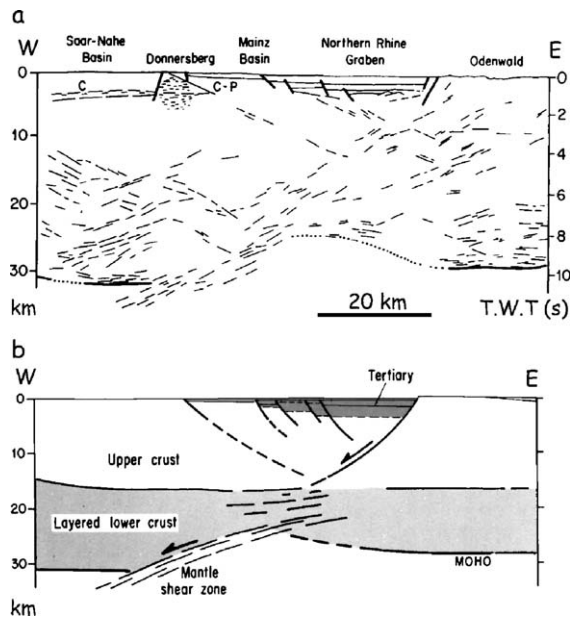 a
W
Saar-Nahe Basin
Donnersberg
Mainz Basin
Northern Rhine Graben
Odenwald
E
0
10
20
30
km
C
C-P
0
2
4
6
8
10
T.W.T (s)
20 km
b
W
E
Tertiary
0
10
20
30
km
Upper crust
Layered lower crust
Mantle shear zone
MOHO